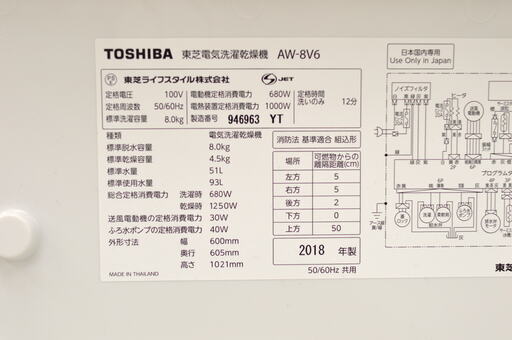 TOSHIBA 東芝電気洗濯乾燥機 AW-8V6
日本国内専用
Use Only in Japan
東芝ライフスタイル株式会社 S-JET
定格電圧 100V 電動機定格消費電力 680W 定格時間
定格周波数 50/60Hz 電熱装置定格消費電力 1000W 洗いのみ 12分
標準洗濯容量 8.0kg 製造番号 946963 YT
種類 電気洗濯乾燥機
標準脱水容量 8.0kg
標準乾燥容量 4.5kg
標準水量 51L
標準使用水量 93L
総合定格消費電力 洗濯時 680W
乾燥時 1250W
送風電動機の定格消費電力 30W
ふろ水ポンプの定格消費電力 40W
外形寸法 幅 600mm
奥行 605mm
高さ 1021mm
MADE IN THAILAND
消防法 基準適合 組込形
場所 可燃物からの離隔距離(cm)
左方 5
右方 5
後方 2
下方 0
上方 50
2018 年製
50/60Hz 共用
ノイズフィルタ
ヒータ
プログラムタ